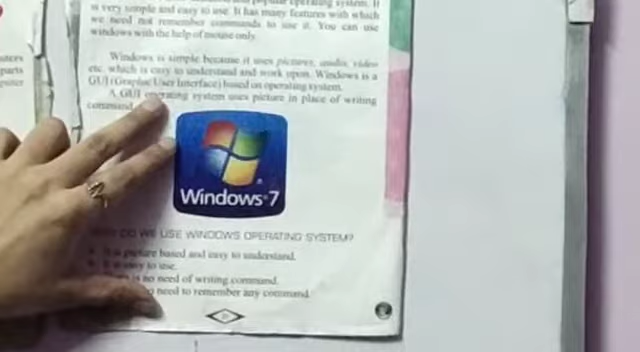 is very simple and easy to use. It has many features with which
we need not remember commands to use it. You can use
windows with the help of mouse only.
Windows is simple because it uses pictures, audio, video
etc. which is easy to understand and work upon. Windows is a
GUI (Graphic User Interface) based on operating system.
A GUI operating system uses picture in place of writing
command.
Windows 7
DO WE USE WINDOWS OPERATING SYSTEM?
It is picture based and easy to understand.
It is easy to use.
is no need of writing command.
no need to remember any command.